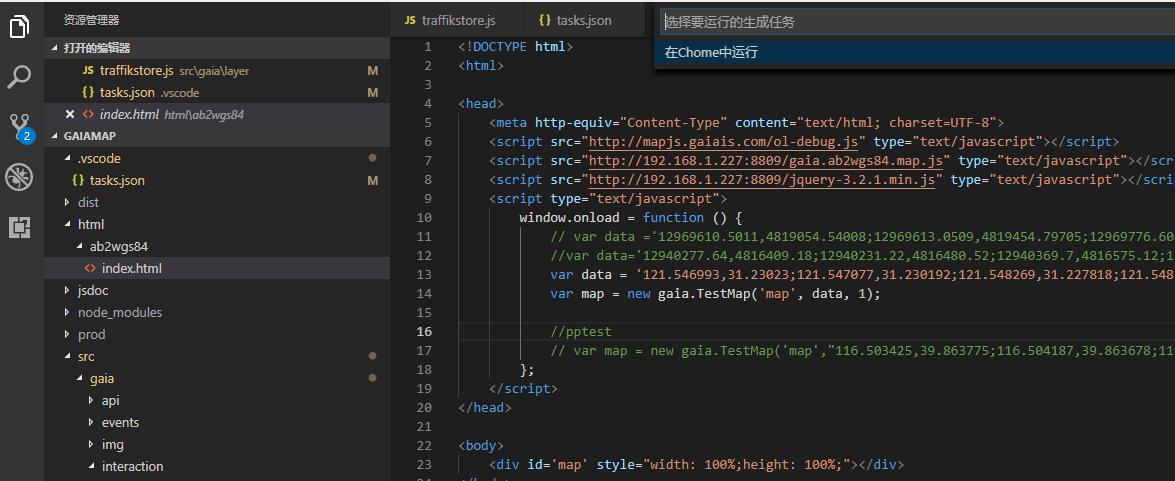 资源管理器
打开的编辑器
JS traffikstore.js src\gaia\layer M
{} tasks.json .vscode M
× <> index.html html\ab2wgs84
GAIAMAP
.vscode
{} tasks.json M
dist
html
ab2wgs84
<> index.html
jsdoc
node_modules
prod
src
gaia
api
events
img
interaction
2
JS traffikstore.js
{} tasks.json
选择要运行的生成任务
在Chome中运行
1 <!DOCTYPE html>
2 <html>
3
4 <head>
5 <meta http-equiv="Content-Type" content="text/html; charset=UTF-8">
6 <script src="http://mapjs.gaiais.com/ol-debug.js" type="text/javascript"></script>
7 <script src="http://192.168.1.227:8809/gaia.ab2wgs84.map.js" type="text/javascript"></scr
8 <script src="http://192.168.1.227:8809/jquery-3.2.1.min.js" type="text/javascript"></scri
9 <script type="text/javascript">
10 window.onload = function () {
11 // var data ='12969610.5011,4819054.54008;12969613.0509,4819454.79705;12969776.60
12 //var data='12940277.64,4816409.18;12940231.22,4816480.52;12940369.7,4816575.12;1
13 var data = '121.546993,31.23023;121.547077,31.230192;121.548269,31.227818;121.548
14 var map = new gaia.TestMap('map', data, 1);
15
16 //pptest
17 // var map = new gaia.TestMap('map',"116.503425,39.863775;116.504187,39.863678;11
18 };
19 </script>
20 </head>
21
22 <body>
23 <div id='map' style="width: 100%;height: 100%;"></div>